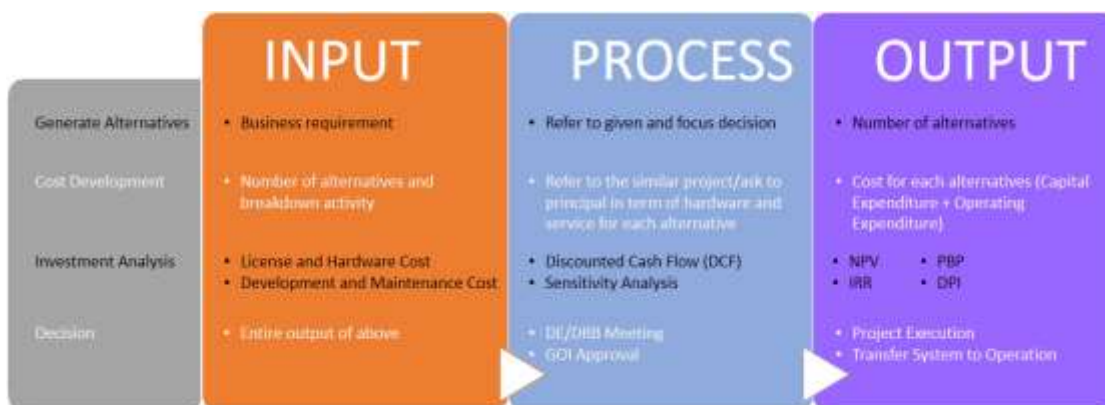 INPUT
PROCESS
OUTPUT
Generate Alternatives
• Business requirement
• Refer to given and focus decision
• Number of alternatives
Cost Development
• Number of alternatives and
breakdown activity
• Refer to the similar project/ask to
principal in term of hardware and
service for each alternative
• Cost for each alternatives (Capital
Expenditure + Operating
Expenditure)
Investment Analysis
• License and Hardware Cost
• Development and Maintenance Cost
• Discounted Cash Flow (DCF)
• Sensitivity Analysis
• NPV
• PBP
• IRR
• DPI
Decision
• Entire output of above
• DE/DRB Meeting
• GOI Approval
• Project Execution
• Transfer System to Operation